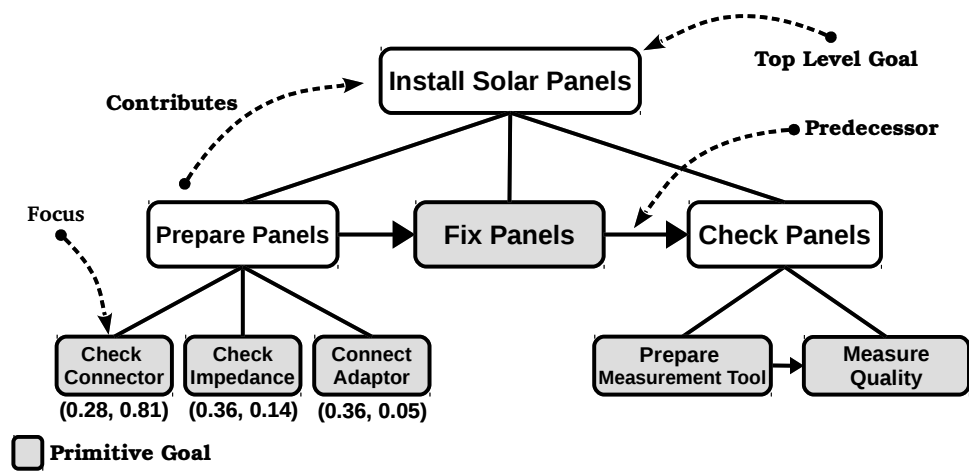 Top Level Goal
Install Solar Panels
Contributes
Predecessor
Focus
Prepare Panels
Fix Panels
Check Panels
Check
Connector
Check
Impedance
Connect
Adaptor
Prepare
Measurement Tool
Measure
Quality
(0.28, 0.81)
(0.36, 0.14)
(0.36, 0.05)
Primitive Goal